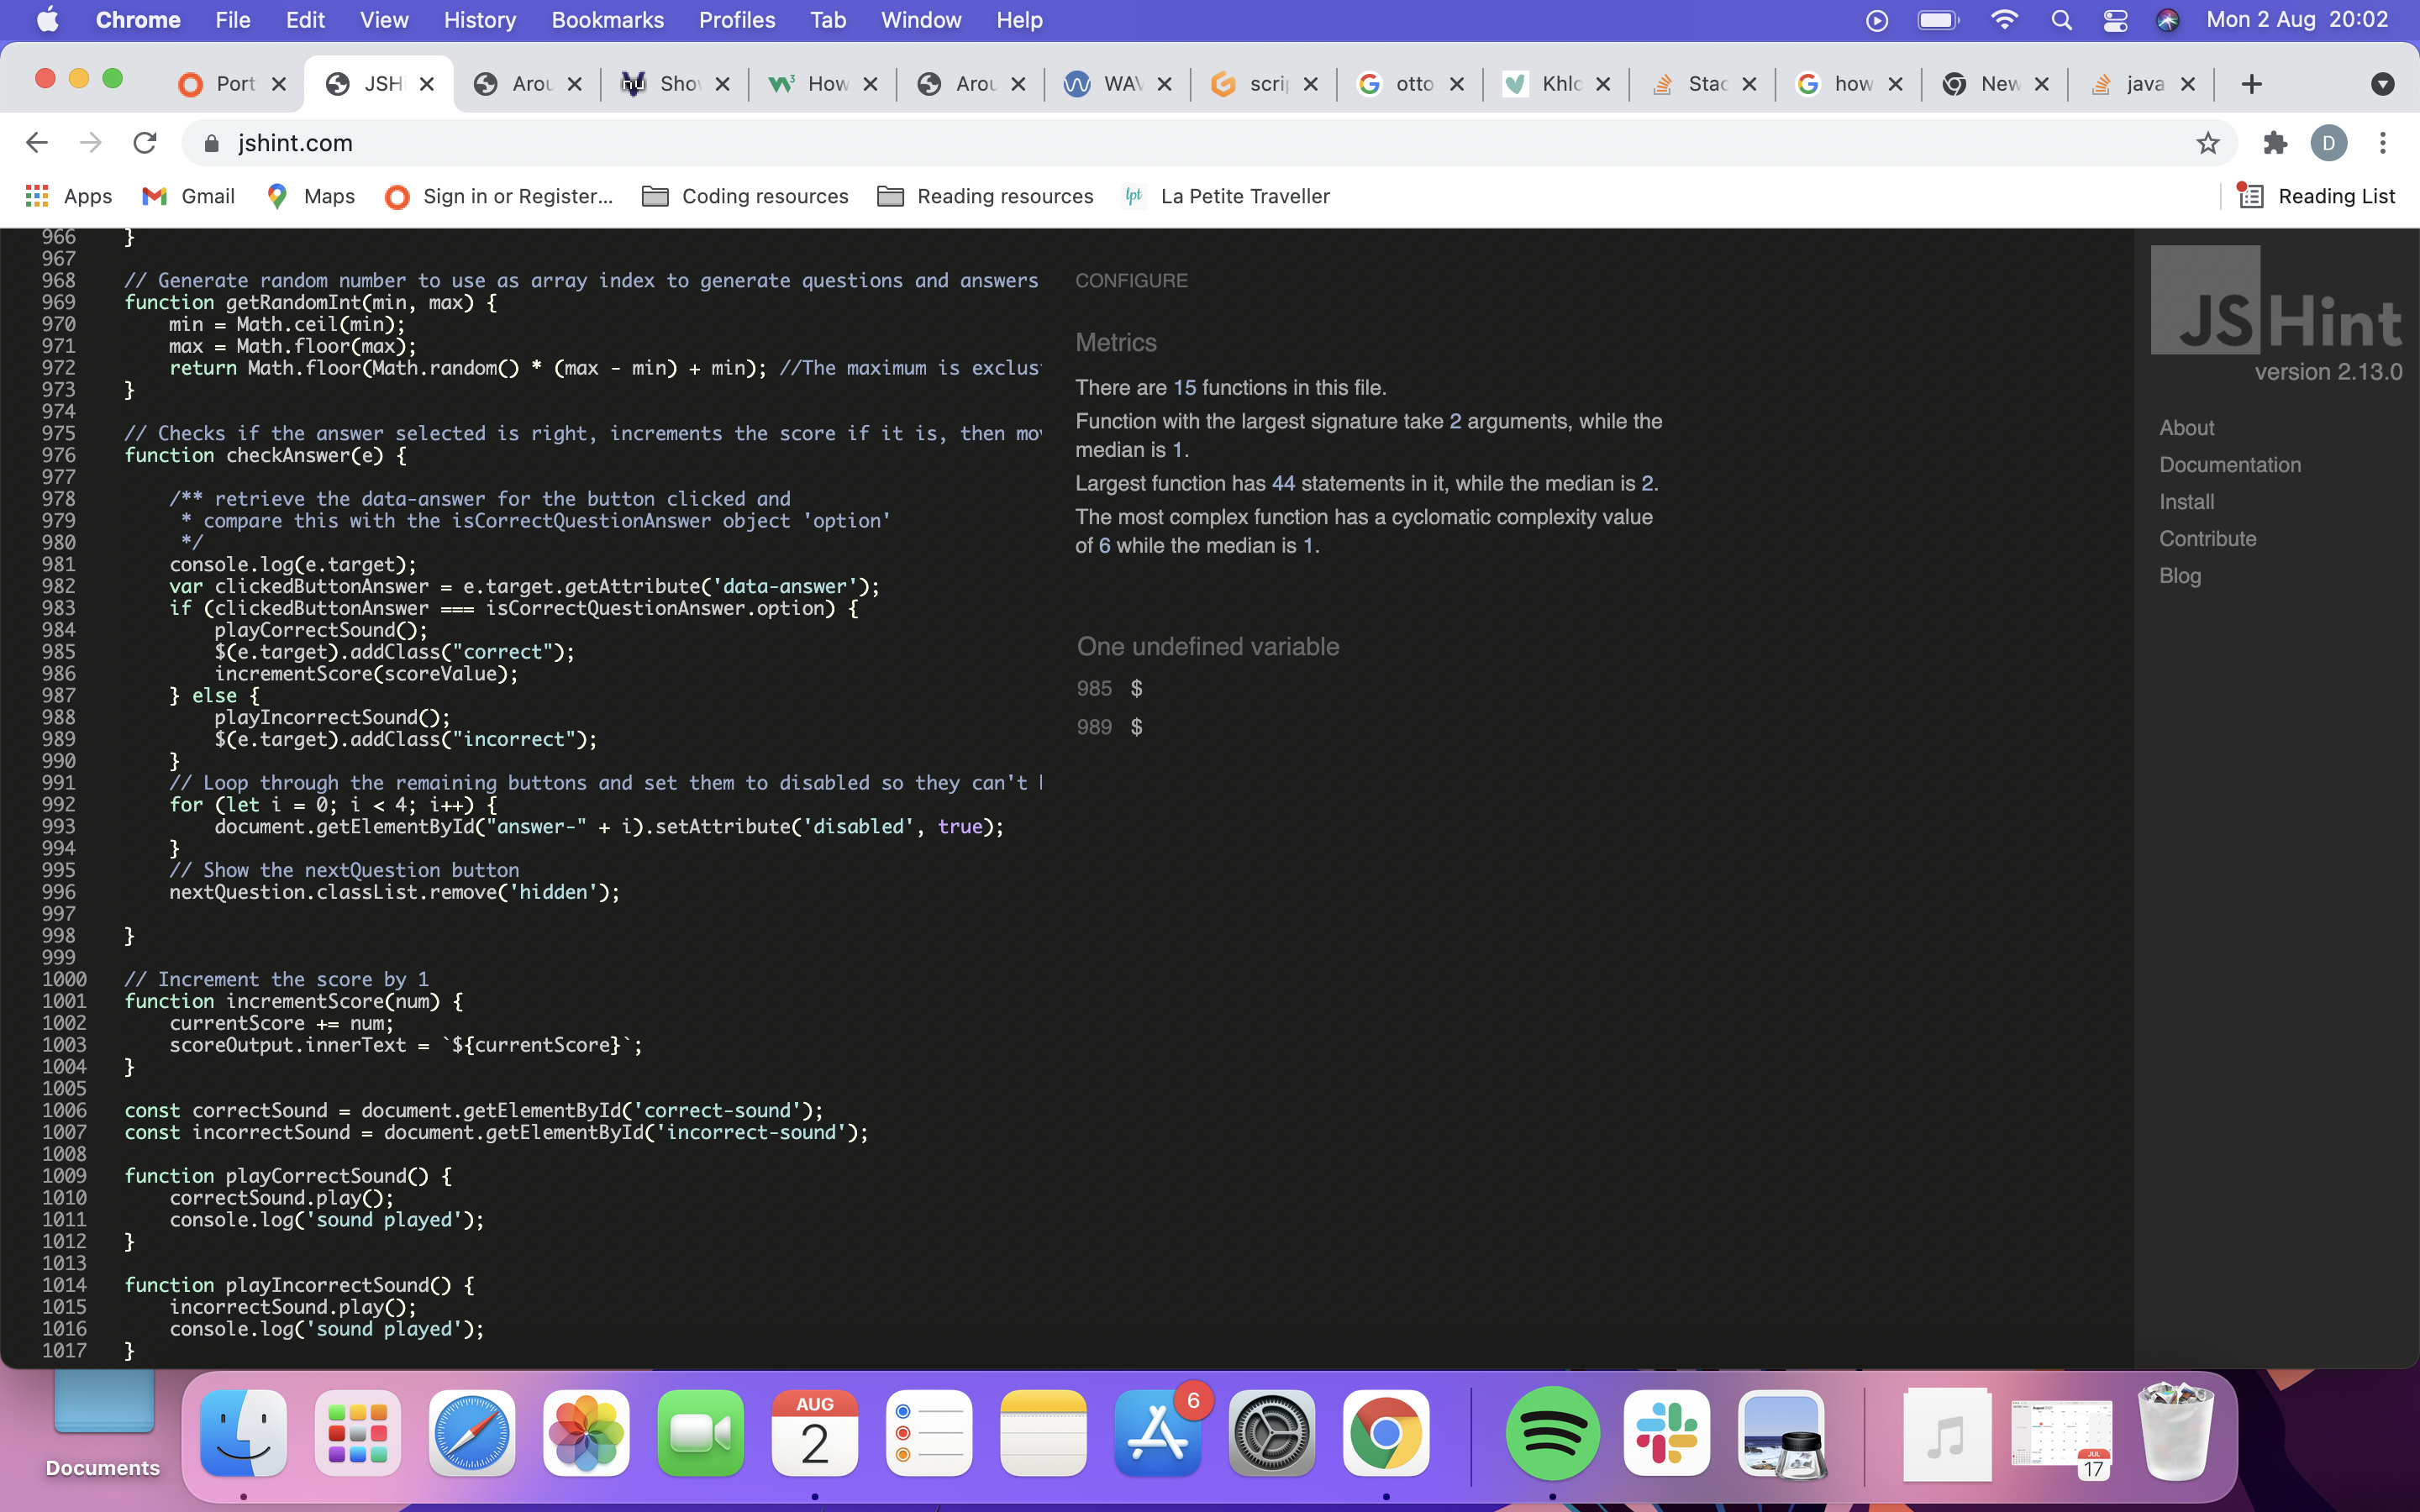 Chrome File Edit View History Bookmarks Profiles Tab Window Help Mon 2 Aug 20:02
Port JSHi Arou Sho How Arou WAV scrip otto Khlo Stac how New java
jshint.com D
Apps Gmail Maps Sign in or Register... Coding resources Reading resources lpt La Petite Traveller Reading List
966 }
967
968 // Generate random number to use as array index to generate questions and answers
969 function getRandomInt(min, max) {
970 min = Math.ceil(min);
971 max = Math.floor(max);
972 return Math.floor(Math.random() * (max - min) + min); //The maximum is exclus
973 }
974
975 // Checks if the answer selected is right, increments the score if it is, then mov
976 function checkAnswer(e) {
977
978 /** retrieve the data-answer for the button clicked and
979 * compare this with the isCorrectQuestionAnswer object 'option'
980 */
981 console.log(e.target);
982 var clickedButtonAnswer = e.target.getAttribute('data-answer');
983 if (clickedButtonAnswer === isCorrectQuestionAnswer.option) {
984 playCorrectSound();
985 $(e.target).addClass("correct");
986 incrementScore(scoreValue);
987 } else {
988 playIncorrectSound();
989 $(e.target).addClass("incorrect");
990 }
991 // Loop through the remaining buttons and set them to disabled so they can't
992 for (let i = 0; i < 4; i++) {
993 document.getElementById("answer-" + i).setAttribute('disabled', true);
994 }
995 // Show the nextQuestion button
996 nextQuestion.classList.remove('hidden');
997
998 }
999
1000 // Increment the score by 1
1001 function incrementScore(num) {
1002 currentScore += num;
1003 scoreOutput.innerText = `${currentScore}`;
1004 }
1005
1006 const correctSound = document.getElementById('correct-sound');
1007 const incorrectSound = document.getElementById('incorrect-sound');
1008
1009 function playCorrectSound() {
1010 correctSound.play();
1011 console.log('sound played');
1012 }
1013
1014 function playIncorrectSound() {
1015 incorrectSound.play();
1016 console.log('sound played');
1017 }
CONFIGURE
Metrics
There are 15 functions in this file.
Function with the largest signature take 2 arguments, while the
median is 1.
Largest function has 44 statements in it, while the median is 2.
The most complex function has a cyclomatic complexity value
of 6 while the median is 1.
One undefined variable
985 $
989 $
JSHint
version 2.13.0
About
Documentation
Install
Contribute
Blog
Documents
AUG
2
6
JUL
17